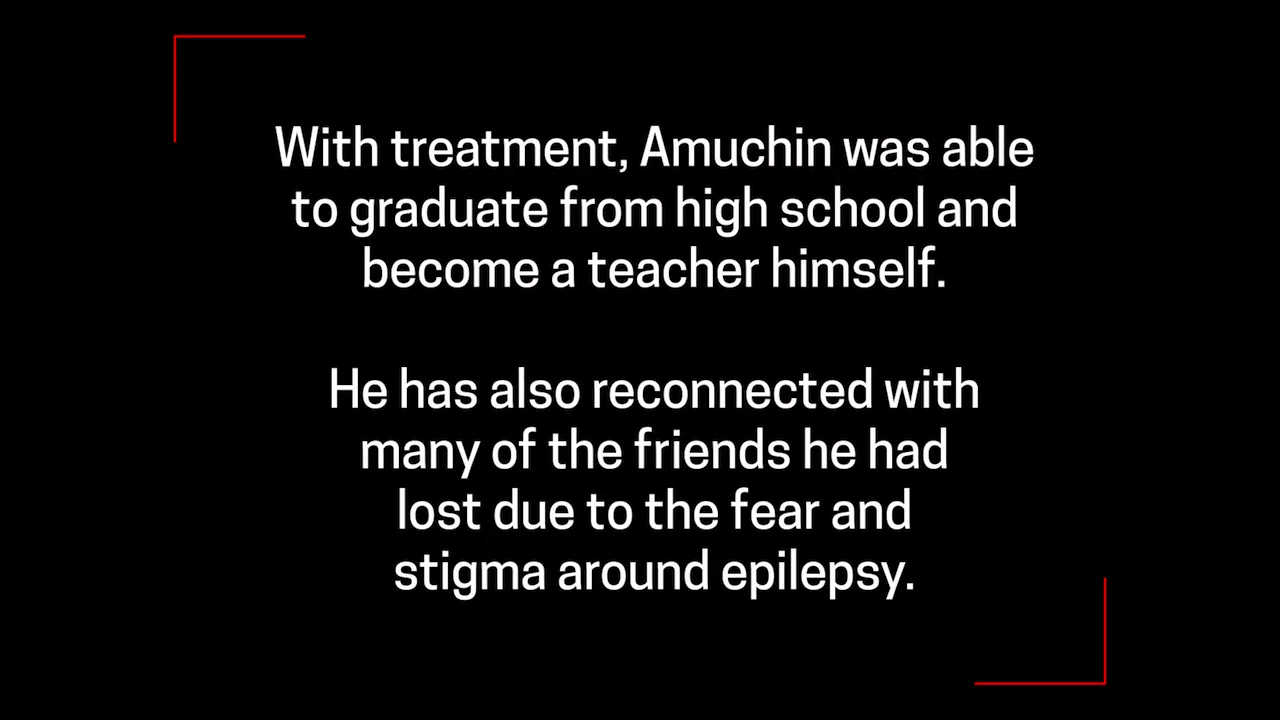 With treatment, Amuchin was able
to graduate from high school and
become a teacher himself.
He has also reconnected with
many of the friends he had
lost due to the fear and
stigma around epilepsy.